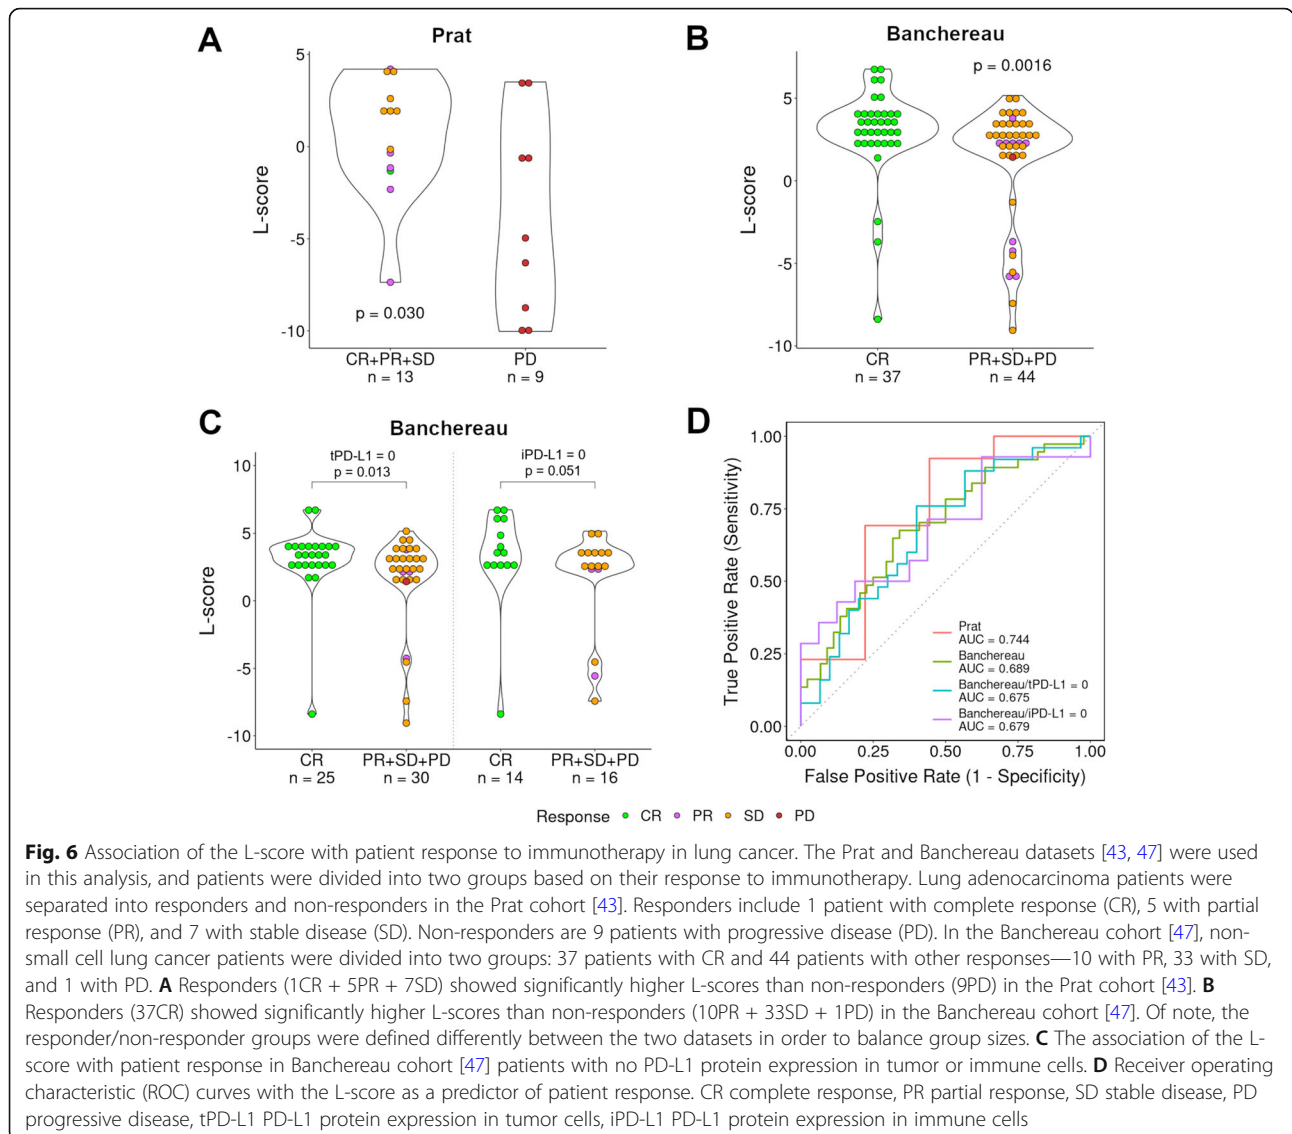 A
Prat
5
0
-5
-10
L-score
p = 0.030
CR+PR+SD
n = 13
PD
n = 9
B
Banchereau
p = 0.0016
5
0
-5
-10
L-score
CR
n = 37
PR+SD+PD
n = 44
C
Banchereau
tPD-L1 = 0
p = 0.013
iPD-L1 = 0
p = 0.051
10
5
0
-5
-10
L-score
CR
n = 25
PR+SD+PD
n = 30
CR
n = 14
PR+SD+PD
n = 16
D
1.00
0.75
0.50
0.25
0.00
True Positive Rate (Sensitivity)
Prat
AUC = 0.744
Banchereau
AUC = 0.689
Banchereau/tPD-L1 = 0
AUC = 0.675
Banchereau/iPD-L1 = 0
AUC = 0.679
0.00 0.25 0.50 0.75 1.00
False Positive Rate (1 - Specificity)
Response CR PR SD PD
Fig. 6 Association of the L-score with patient response to immunotherapy in lung cancer. The Prat and Banchereau datasets [43, 47] were used
in this analysis, and patients were divided into two groups based on their response to immunotherapy. Lung adenocarcinoma patients were
separated into responders and non-responders in the Prat cohort [43]. Responders include 1 patient with complete response (CR), 5 with partial
response (PR), and 7 with stable disease (SD). Non-responders are 9 patients with progressive disease (PD). In the Banchereau cohort [47], non-
small cell lung cancer patients were divided into two groups: 37 patients with CR and 44 patients with other responses—10 with PR, 33 with SD,
and 1 with PD. A Responders (1CR + 5PR + 7SD) showed significantly higher L-scores than non-responders (9PD) in the Prat cohort [43]. B
Responders (37CR) showed significantly higher L-scores than non-responders (10PR + 33SD + 1PD) in the Banchereau cohort [47]. Of note, the
responder/non-responder groups were defined differently between the two datasets in order to balance group sizes. C The association of the L-
score with patient response in Banchereau cohort [47] patients with no PD-L1 protein expression in tumor or immune cells. D Receiver operating
characteristic (ROC) curves with the L-score as a predictor of patient response. CR complete response, PR partial response, SD stable disease, PD
progressive disease, tPD-L1 PD-L1 protein expression in tumor cells, iPD-L1 PD-L1 protein expression in immune cells